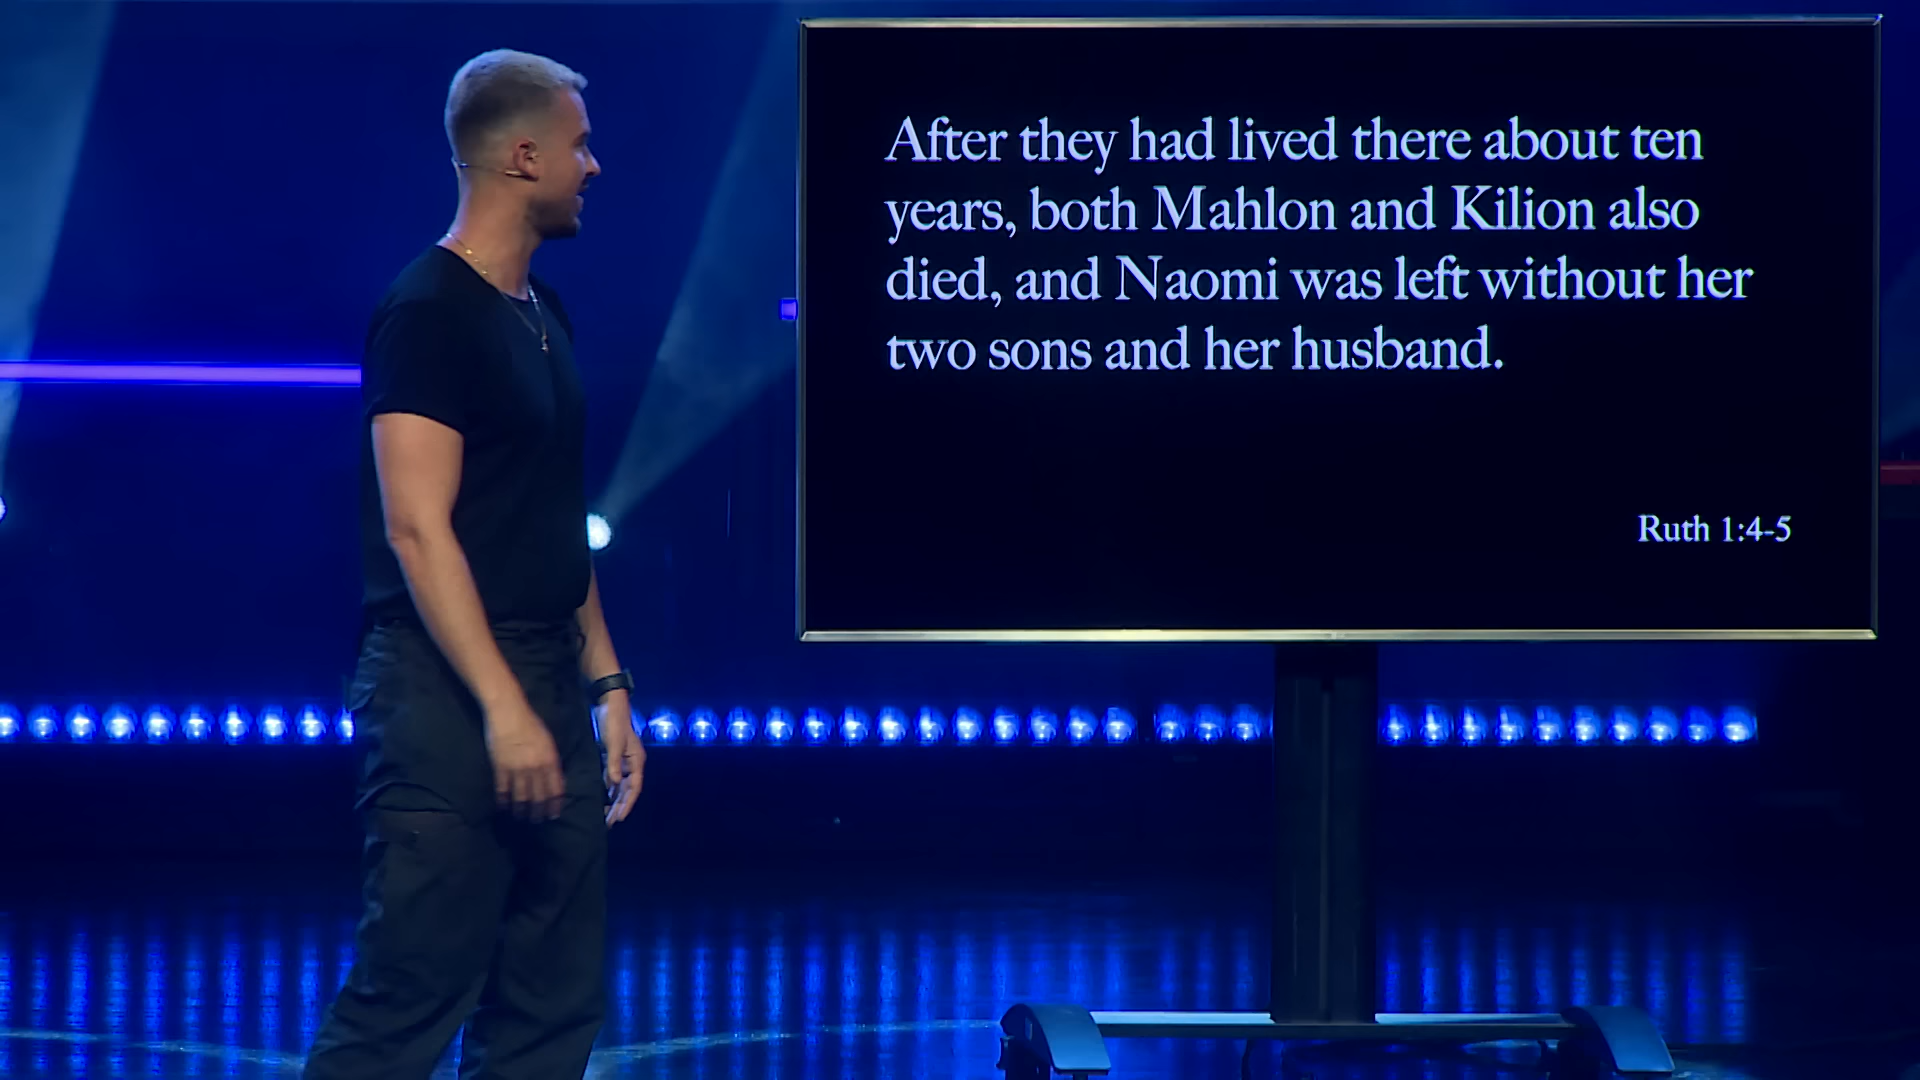 After they had lived there about ten
years, both Mahlon and Kilion also
died, and Naomi was left without her
two sons and her husband.
Ruth 1:4-5